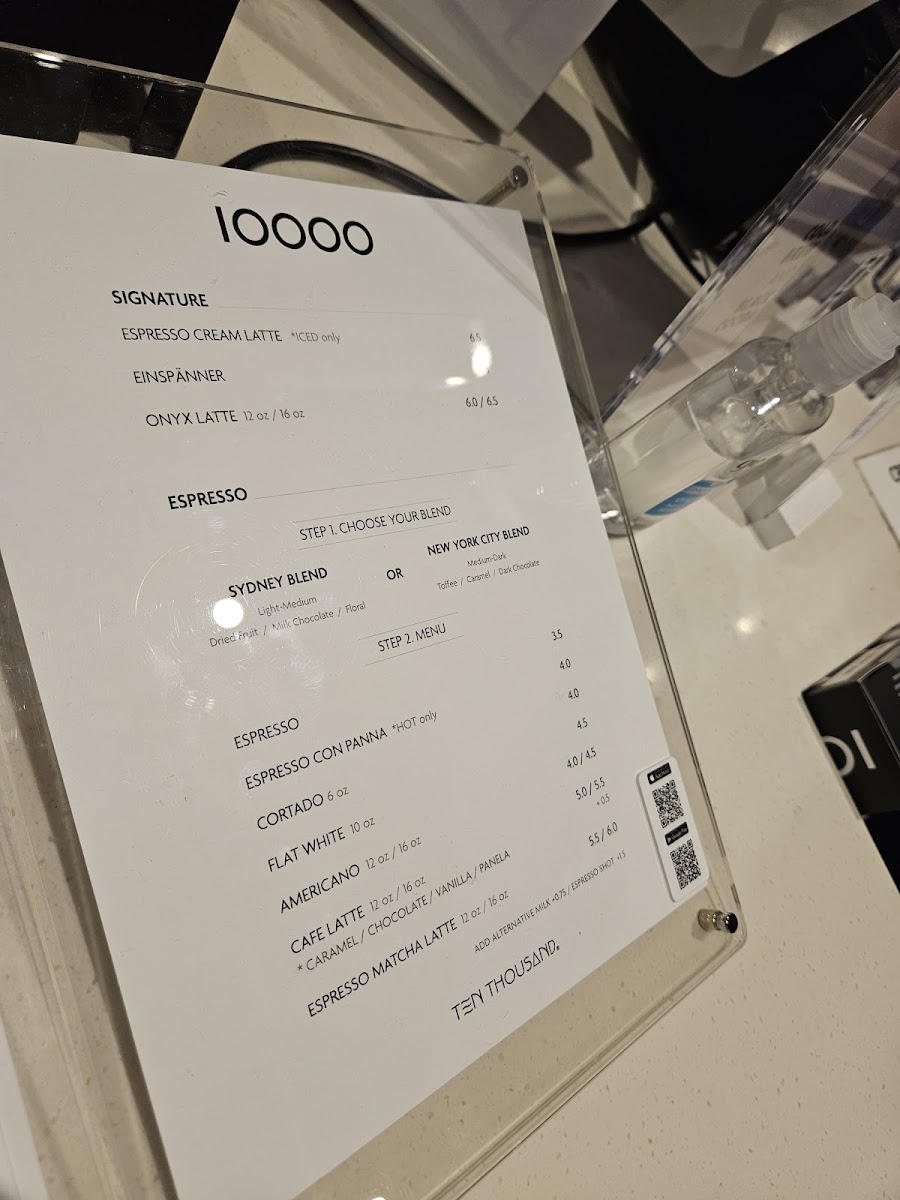 10000
SIGNATURE
ESPRESSO CREAM LATTE *ICED only 6.5
EINSPÄNNER
ONYX LATTE 12 oz / 16 oz 6.0 / 6.5
ESPRESSO
STEP 1. CHOOSE YOUR BLEND
SYDNEY BLEND
Light-Medium
Dried Fruit / Milk Chocolate / Floral
OR
NEW YORK CITY BLEND
Medium-Dark
Toffee / Caramel / Dark Chocolate
STEP 2. MENU
ESPRESSO 3.5
ESPRESSO CON PANNA *HOT only 4.0
CORTADO 6 oz 4.0
FLAT WHITE 10 oz 4.5
AMERICANO 12 oz / 16 oz 4.0 / 4.5
CAFE LATTE 12 oz / 16 oz 5.0 / 5.5
* CARAMEL / CHOCOLATE / VANILLA / PANELA +0.5
ESPRESSO MATCHA LATTE 12 oz / 16 oz 5.5 / 6.0
ADD ALTERNATIVE MILK +0.75 / ESPRESSO SHOT +1.5
TEN THOUSAND.